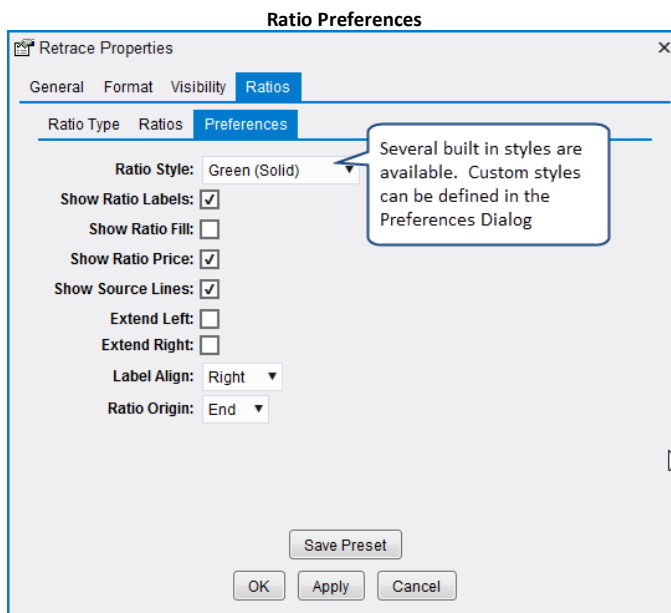 Ratio Preferences
Retrace Properties
General Format Visibility Ratios
Ratio Type Ratios Preferences
Several built in styles are
available. Custom styles
can be defined in the
Preferences Dialog
Ratio Style: Green (Solid)
Show Ratio Labels:
Show Ratio Fill:
Show Ratio Price:
Show Source Lines:
Extend Left:
Extend Right:
Label Align: Right
Ratio Origin: End
Save Preset
OK Apply Cancel